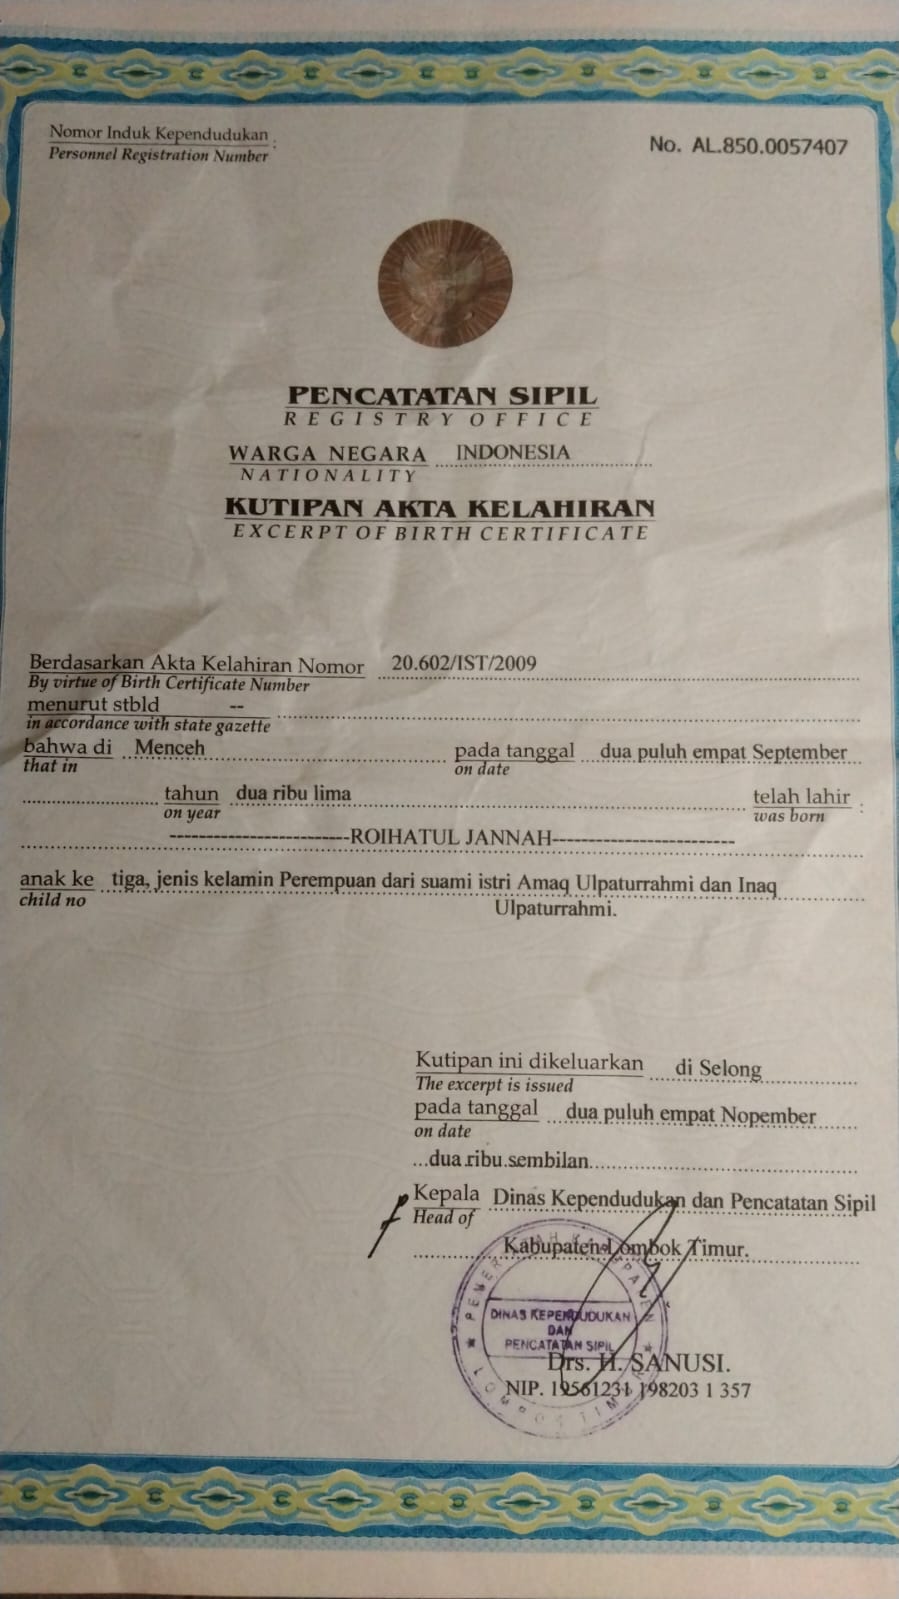 Nomor Induk Kependudukan :
Personnel Registration Number
No. AL.850.0057407
PENCATATAN SIPIL
REGISTRY OFFICE
WARGA NEGARA INDONESIA
NATIONALITY
KUTIPAN AKTA KELAHIRAN
EXCERPT OF BIRTH CERTIFICATE
Berdasarkan Akta Kelahiran Nomor 20.602/IST/2009
By virtue of Birth Certificate Number
menurut stbld --
in accordance with state gazette
bahwa di Menceh pada tanggal dua puluh empat September
that in on date
tahun dua ribu lima telah lahir :
on year was born
-------------------------ROIHATUL JANNAH-------------------------
anak ke tiga, jenis kelamin Perempuan dari suami istri Amaq Ulpaturrahmi dan Inaq
child no
Ulpaturrahmi.
Kutipan ini dikeluarkan di Selong
The excerpt is issued
pada tanggal dua puluh empat Nopember
on date
dua ribu sembilan
Kepala Dinas Kependudukan dan Pencatatan Sipil
Head of
Kabupaten Lombok Timur.
PEMERINTAH KABUPATEN
DINAS KEPENDUDUKAN
DAN
PENCATATAN SIPIL
LOMBOK TIMUR
Drs. H. SANUSI.
NIP. 19561231 198203 1 357